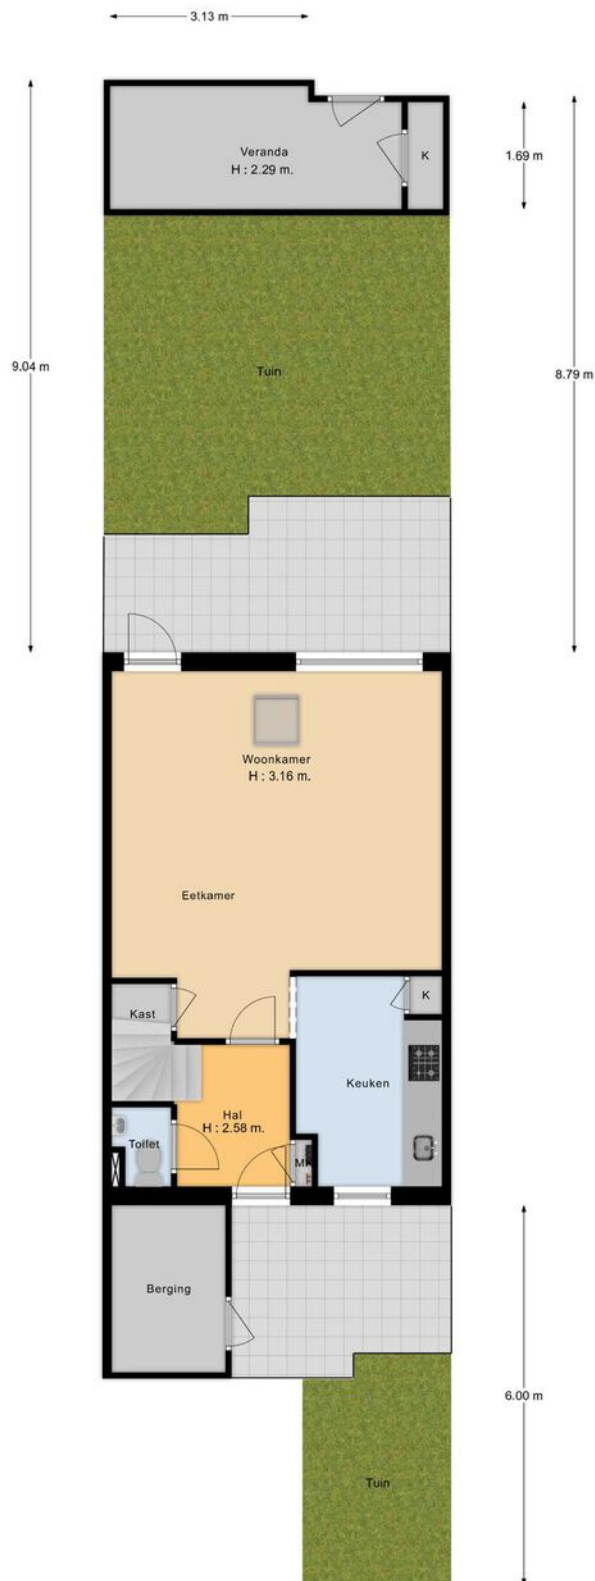 3.13 m
Veranda
H : 2.29 m.
K
1.69 m
9.04 m
Tuin
8.79 m
Woonkamer
H : 3.16 m.
Eetkamer
Kast
K
Keuken
Hal
H : 2.58 m.
Toilet
MK
Berging
6.00 m
Tuin